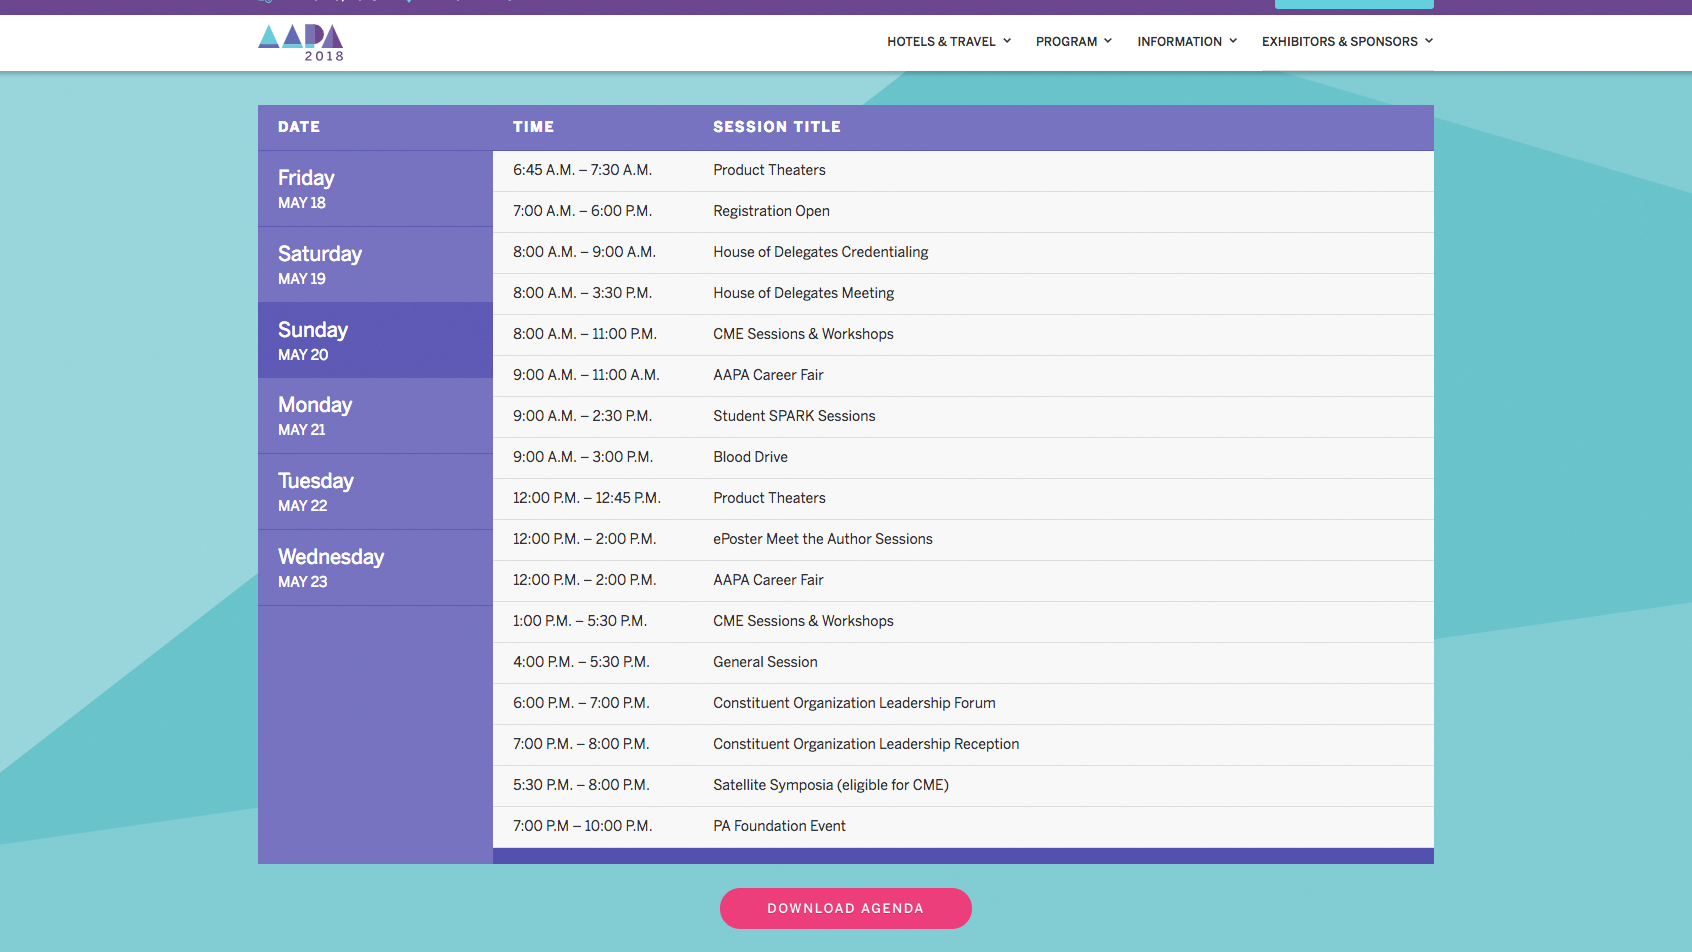 AAPA
2018
HOTELS & TRAVEL PROGRAM INFORMATION EXHIBITORS & SPONSORS
DATE TIME SESSION TITLE
Friday
MAY 18
Saturday
MAY 19
Sunday
MAY 20
Monday
MAY 21
Tuesday
MAY 22
Wednesday
MAY 23
6:45 A.M. – 7:30 A.M. Product Theaters
7:00 A.M. – 6:00 P.M. Registration Open
8:00 A.M. – 9:00 A.M. House of Delegates Credentialing
8:00 A.M. – 3:30 P.M. House of Delegates Meeting
8:00 A.M. – 11:00 P.M. CME Sessions & Workshops
9:00 A.M. – 11:00 A.M. AAPA Career Fair
9:00 A.M. – 2:30 P.M. Student SPARK Sessions
9:00 A.M. – 3:00 P.M. Blood Drive
12:00 P.M. – 12:45 P.M. Product Theaters
12:00 P.M. – 2:00 P.M. ePoster Meet the Author Sessions
12:00 P.M. – 2:00 P.M. AAPA Career Fair
1:00 P.M. – 5:30 P.M. CME Sessions & Workshops
4:00 P.M. – 5:30 P.M. General Session
6:00 P.M. – 7:00 P.M. Constituent Organization Leadership Forum
7:00 P.M. – 8:00 P.M. Constituent Organization Leadership Reception
5:30 P.M. – 8:00 P.M. Satellite Symposia (eligible for CME)
7:00 P.M – 10:00 P.M. PA Foundation Event
DOWNLOAD AGENDA